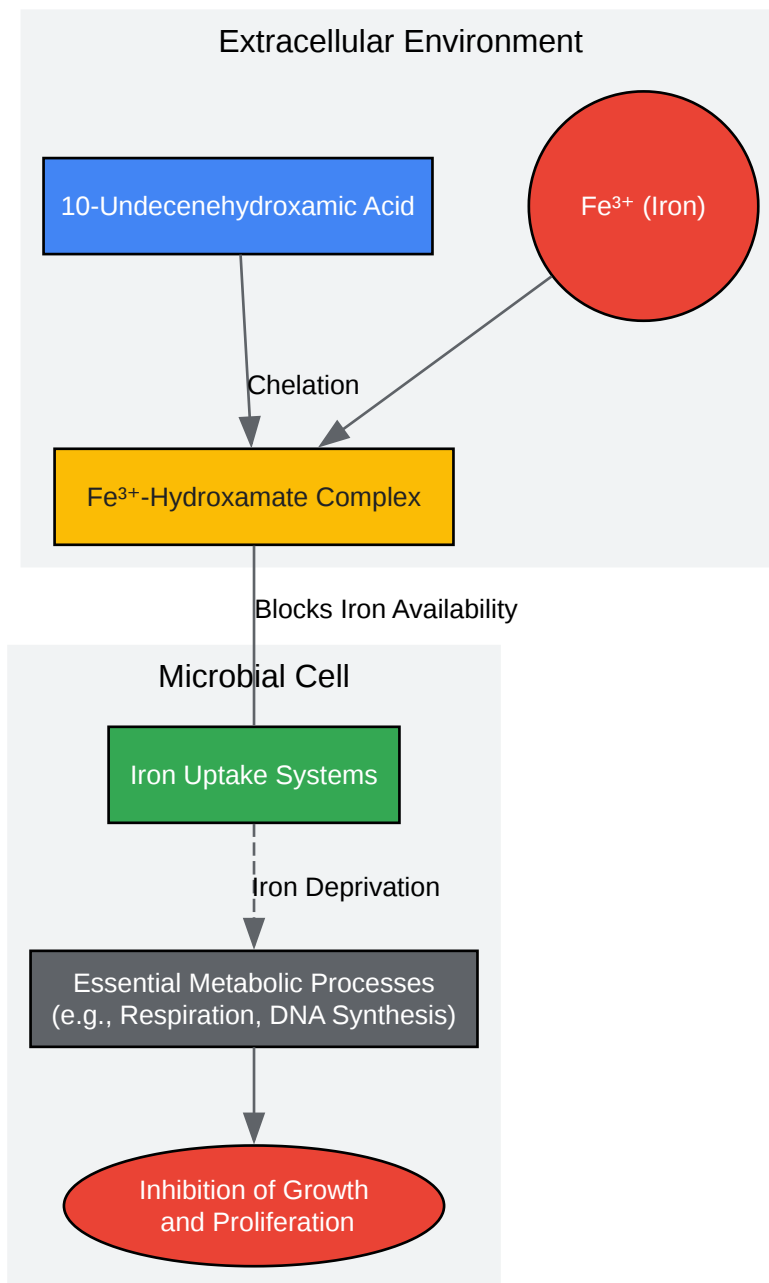 Extracellular Environment
10-Undecenehydroxamic Acid
Fe³⁺ (Iron)
Chelation
Fe³⁺-Hydroxamate Complex
Blocks Iron Availability
Microbial Cell
Iron Uptake Systems
Iron Deprivation
Essential Metabolic Processes
(e.g., Respiration, DNA Synthesis)
Inhibition of Growth
and Proliferation